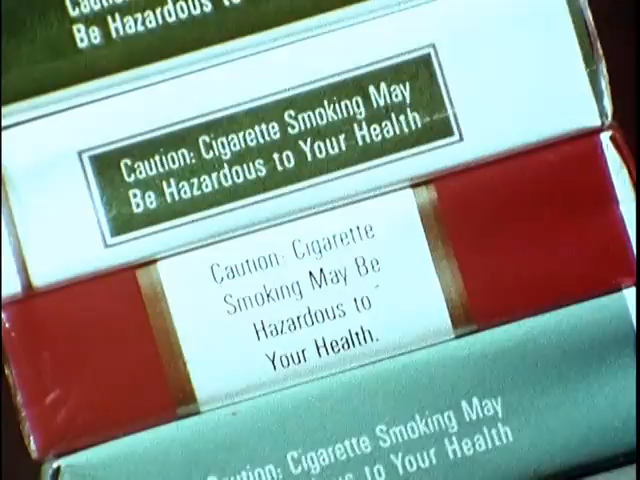 Be Hazardous to
Caution: Cigarette Smoking May
Be Hazardous to Your Health
Caution: Cigarette
Smoking May Be
Hazardous to
Your Health.
Caution: Cigarette Smoking May
to Your Health